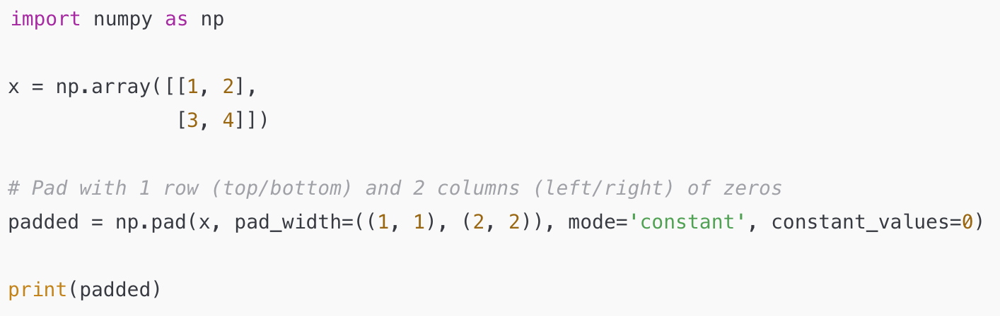 import numpy as np
x = np.array([[1, 2],
              [3, 4]])
# Pad with 1 row (top/bottom) and 2 columns (left/right) of zeros
padded = np.pad(x, pad_width=((1, 1), (2, 2)), mode='constant', constant_values=0)
print(padded)